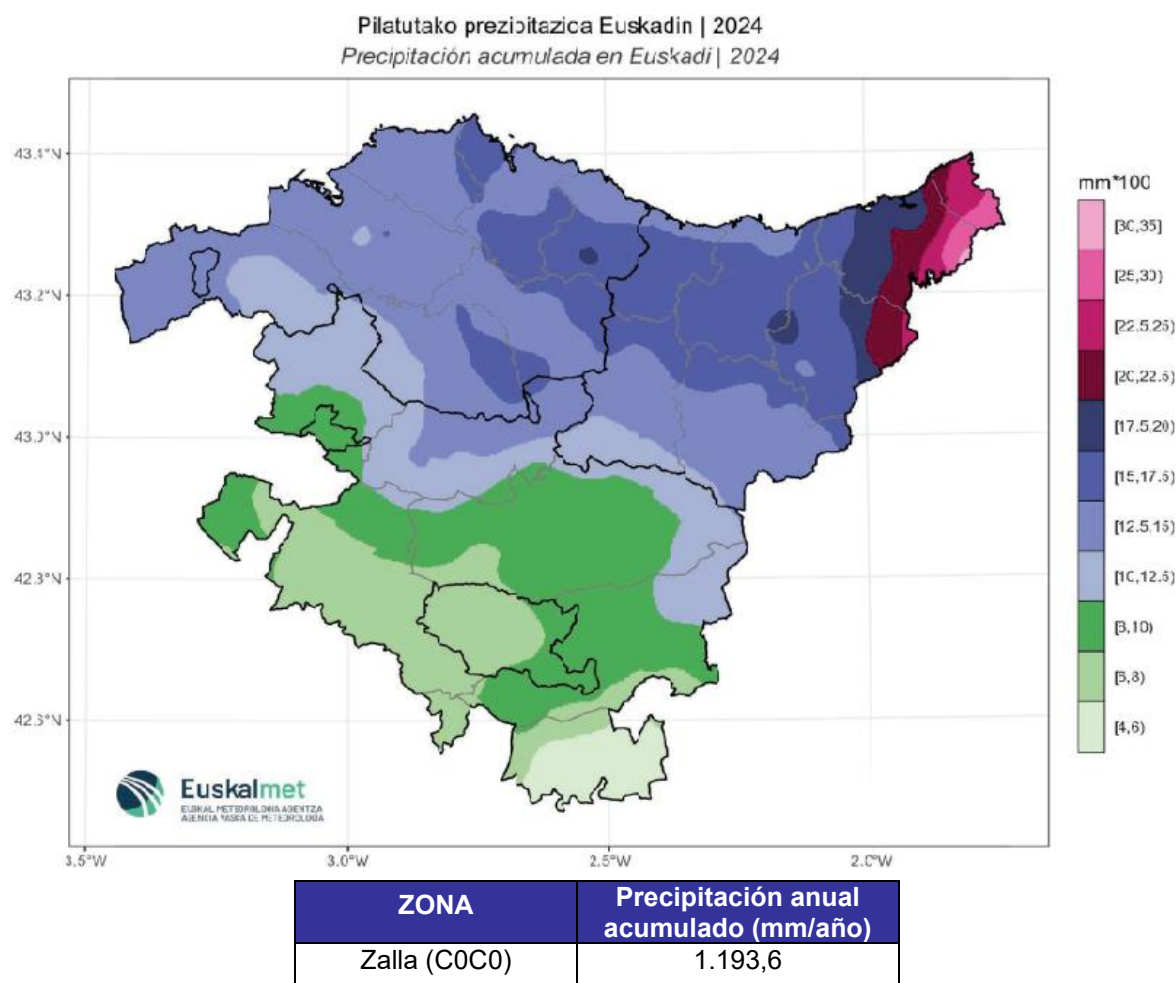 Pilatutako prezipitazioa Euskadin | 2024
Precipitación acumulada en Euskadi | 2024
43.4°N
43.2°N
43.0°N
42.8°N
42.6°N
3.5°W
3.0°W
2.5°W
2.0°W
mm*100
[30,35]
[25,30)
[22.5,25)
[20,22.5)
[17.5,20)
[15,17.5)
[12.5,15)
[10,12.5)
[8,10)
[6,8)
[4,6)
Euskalmet
EUSKAL METEOROLOGIA AGENTZIA
AGENCIA VASCA DE METEOROLOGÍA
ZONA
Precipitación anual
acumulado (mm/año)
Zalla (C0C0)
1.193,6